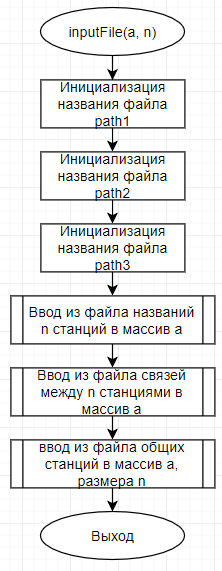 inputFile(a, n)
Инициализация
названия файла
path1
Инициализация
названия файла
path2
Инициализация
названия файла
path3
Ввод из файла названий
n станций в массив a
Ввод из файла связей
между n станциями в
массив a
ввод из файла общих
станций в массив a,
размера n
Выход